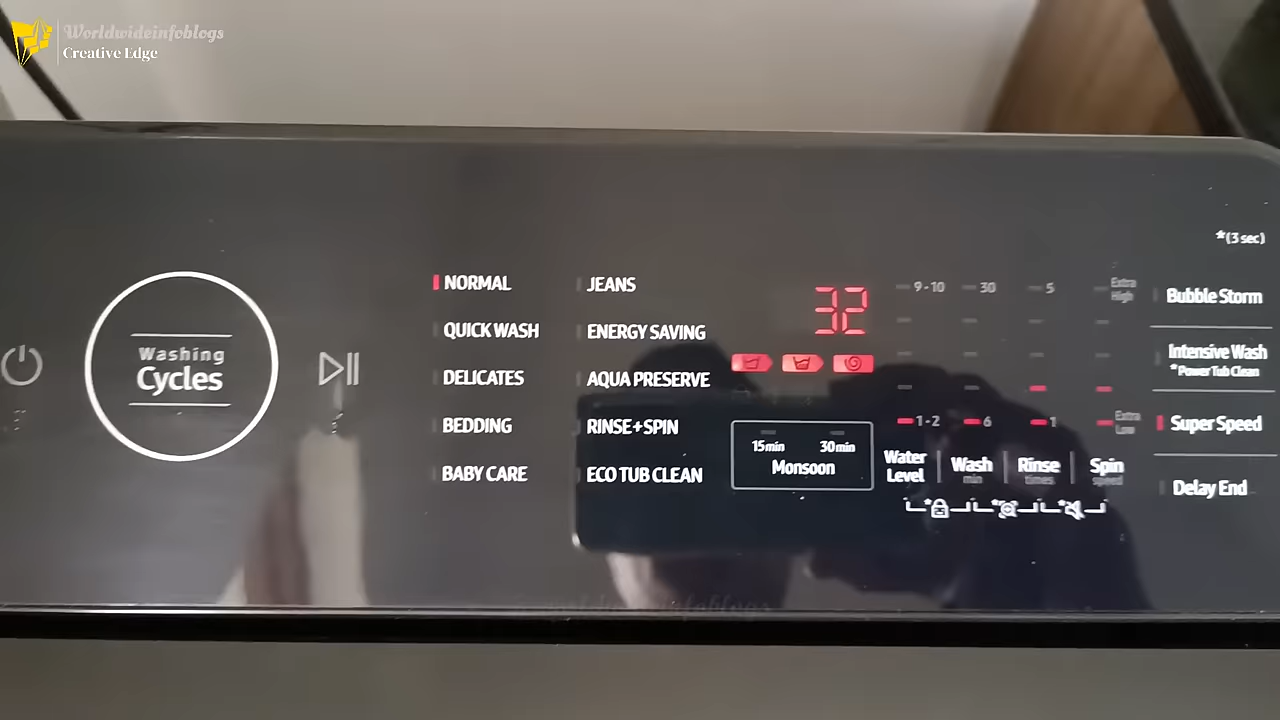 Worldwideinfoblogs
Creative Edge
*(3 sec)
Washing
Cycles
NORMAL
QUICK WASH
DELICATES
BEDDING
BABY CARE
JEANS
ENERGY SAVING
AQUA PRESERVE
RINSE+SPIN
ECO TUB CLEAN
32
15min 30min
Monsoon
9-10 30 5 Extra High
1-2 6 1 Extra Low
Water Level
Wash
min
Rinse
times
Spin
speed
Bubble Storm
Intensive Wash
*Power Tub Clean
Super Speed
Delay End